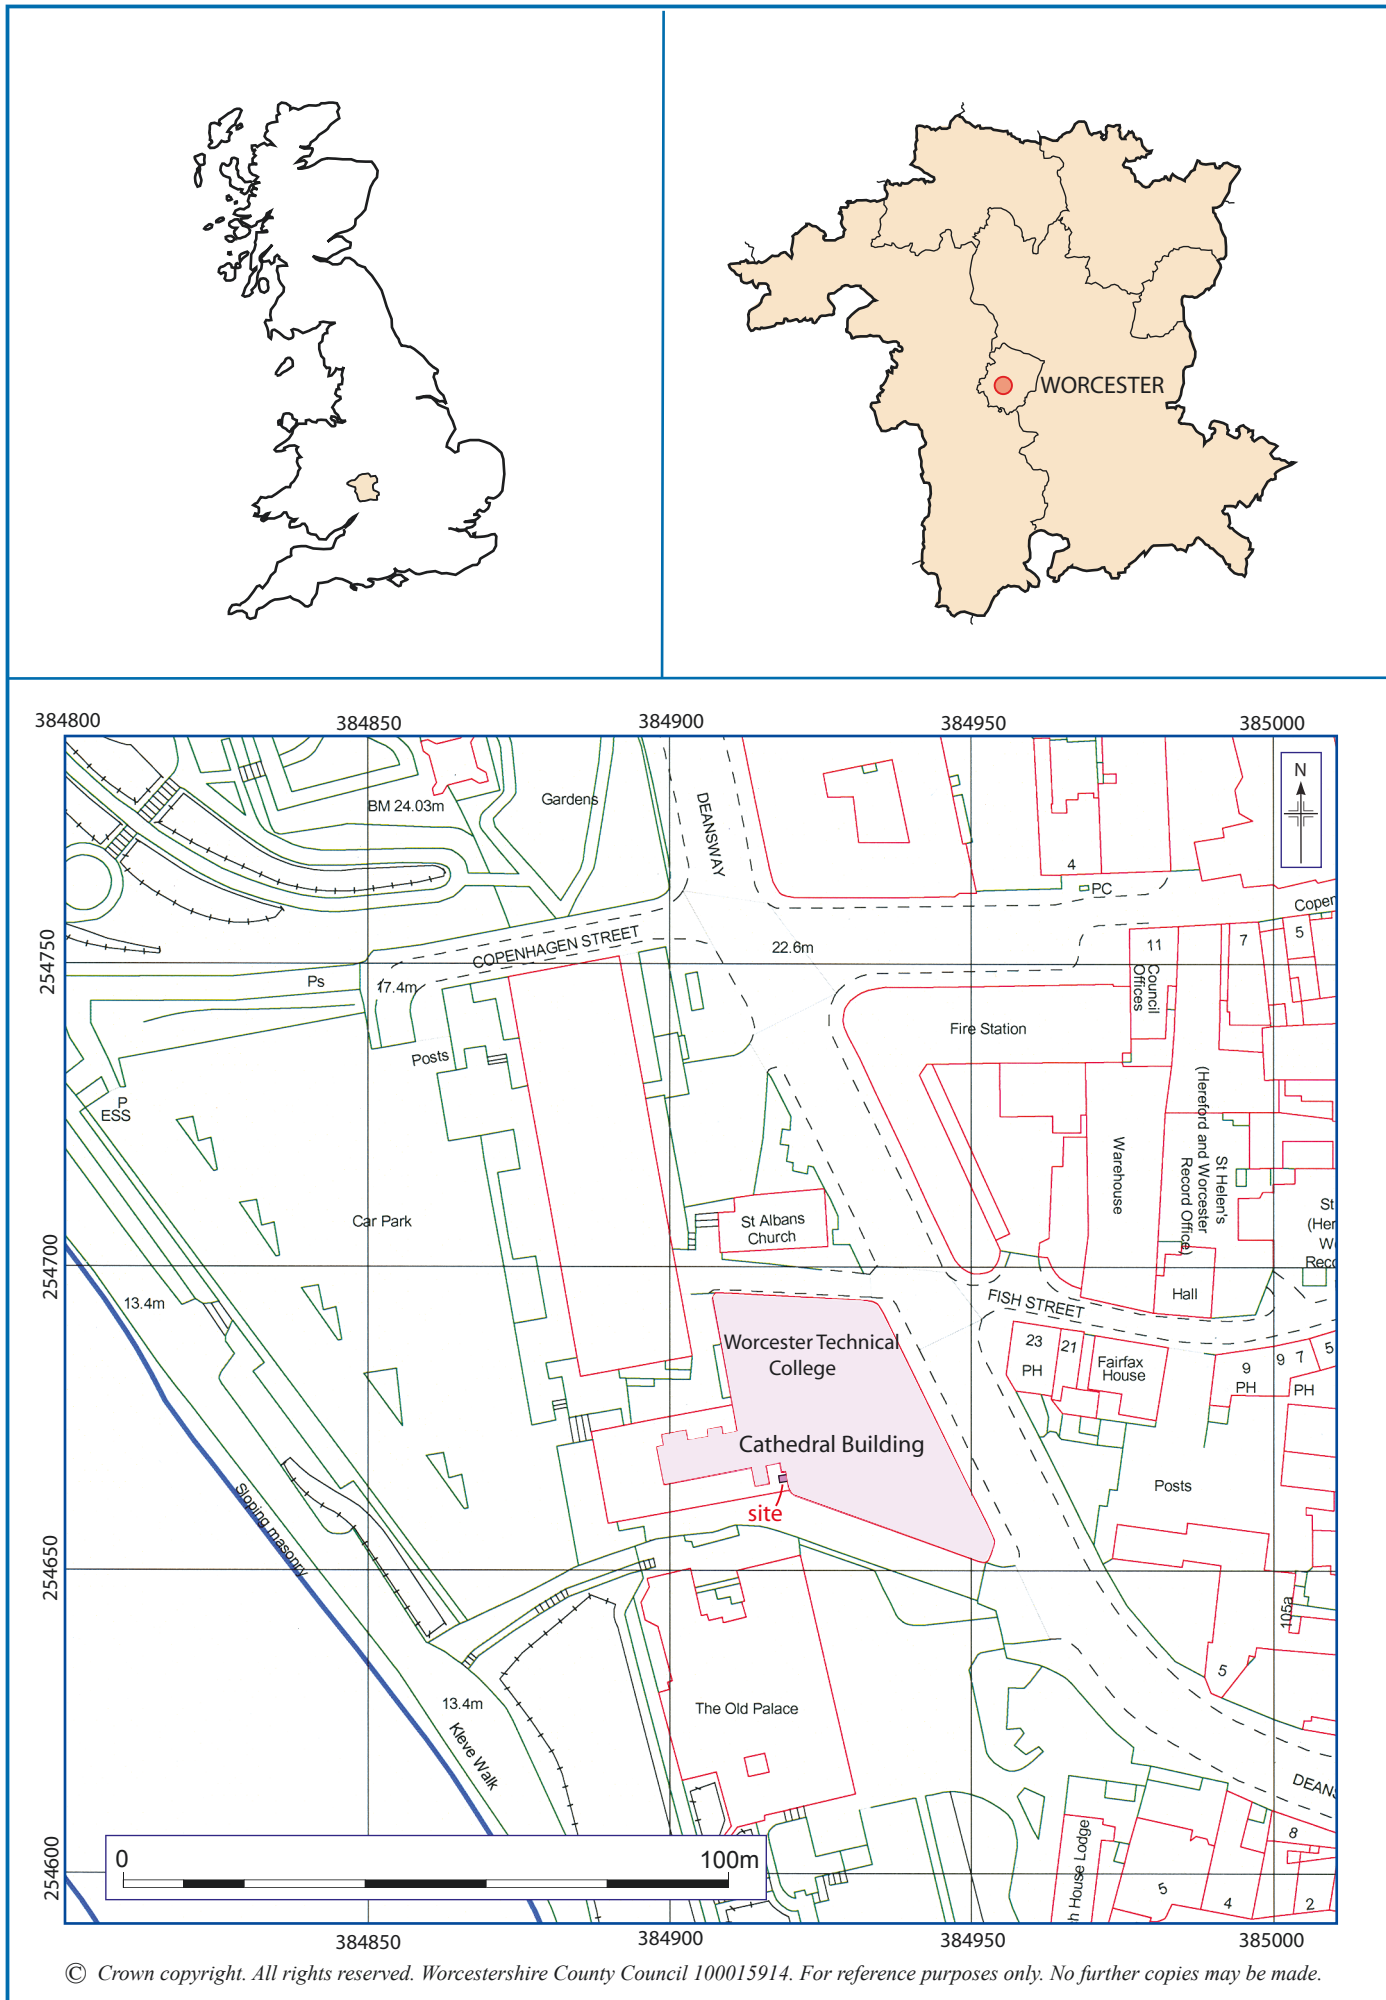 WORCESTER
384800
384850
384900
384950
385000
N
BM 24.03m
Gardens
DEANSWAY
4
PC
Copen
COPENHAGEN STREET
22.6m
11
Council
Offices
7
5
254750
Ps
17.4m
Posts
Fire Station
P
ESS
(Hereford and Worcester
Record Office)
St Helen's
Warehouse
Car Park
St Albans
Church
St
(Her
Wo
Reco
254700
13.4m
Hall
FISH STREET
Worcester Technical
College
23
PH
21
Fairfax
House
9
PH
9
7
PH
5
Cathedral Building
site
Posts
Sloping masonry
254650
105a
5
13.4m
The Old Palace
Kleve Walk
DEANS
254600
0
100m
h House Lodge
8
5
4
2
384850
384900
384950
385000
© Crown copyright. All rights reserved. Worcestershire County Council 100015914. For reference purposes only. No further copies may be made.